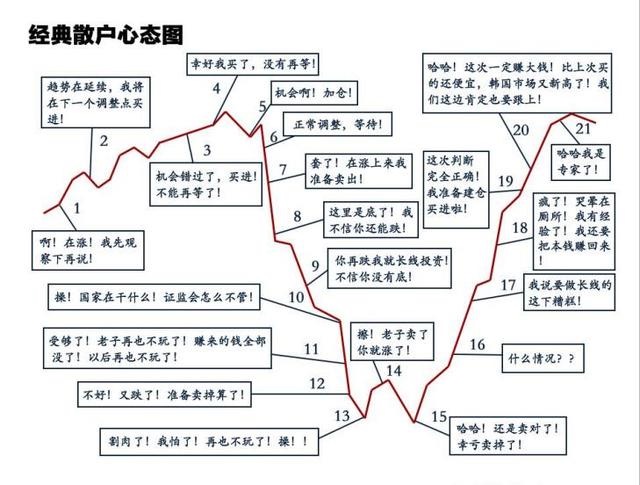 经典散户心态图
幸好我买了，没有再等！
趋势在延续，我将
在下一个调整点买
进！
4
机会啊！加仓！
5
正常调整，等待！
6
2
3
机会错过了，买进！
不能再等了！
7
套了！在涨上来我
准备卖出！
1
啊！在涨！我先观
察下再说！
8
这里是底了！我
不信你还能跌！
9
你再跌我就长线投资！
不信你没有底！
操！国家在干什么！证监会怎么不管！
10
受够了！老子再也不玩了！赚来的钱全部
没了！以后再也不玩了！
11
不好！又跌了！准备卖掉算了！
12
割肉了！我怕了！再也不玩了！操！！
13
擦！老子卖了
你就涨了！
14
15
哈哈！还是卖对了！
幸亏卖掉了！
16
什么情况？？
17
我说要做长线的
这下糟糕！
18
疯了！哭晕在
厕所！我有经
验了！我还要
把本钱赚回来！
19
这次判断
完全正确！
我准备建仓
买进啦！
20
哈哈！这次一定赚大钱！比上次买
的还便宜，韩国市场又新高了！我
们这边肯定也要跟上！
21
哈哈我是
专家了！